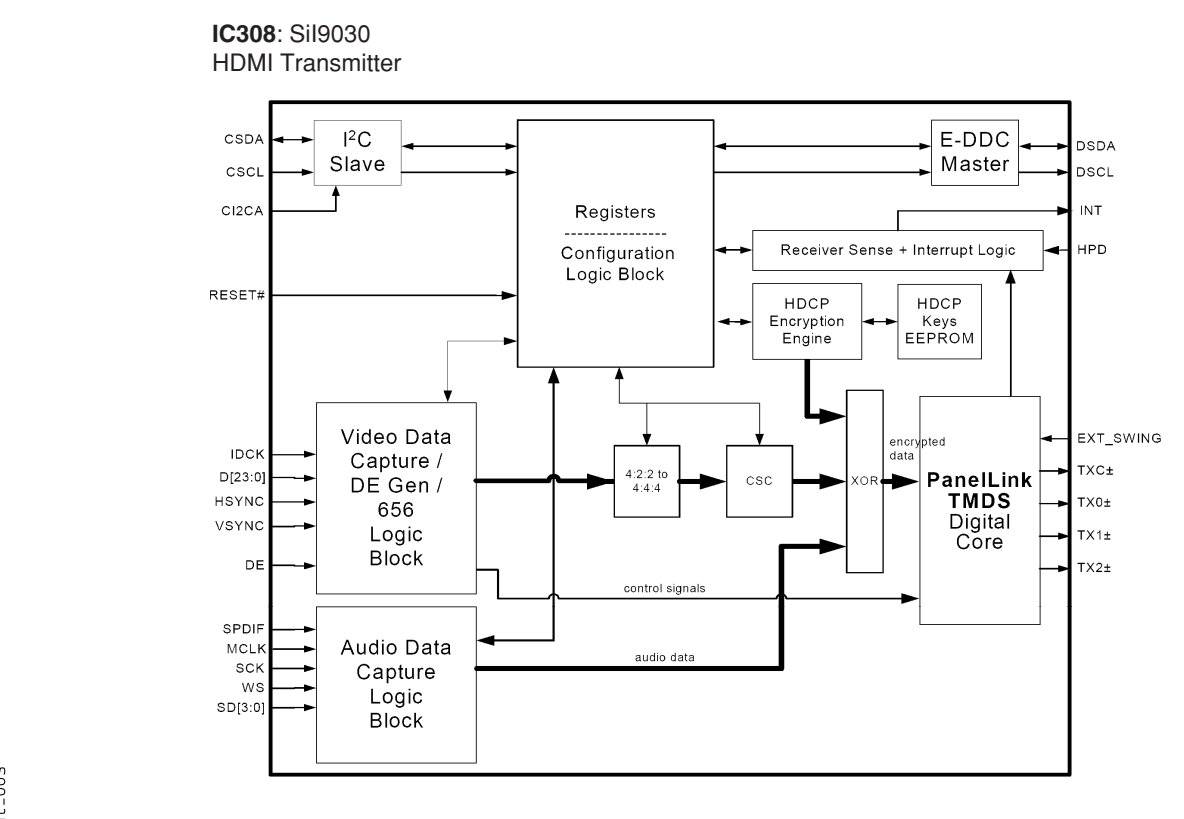 IC308: SiI9030
HDMI Transmitter
CSDA
CSCL
CI2CA
RESET#
I²C
Slave
Registers
----------------
Configuration
Logic Block
E-DDC
Master
DSDA
DSCL
INT
HPD
Receiver Sense + Interrupt Logic
HDCP
Encryption
Engine
HDCP
Keys
EEPROM
IDCK
D[23:0]
HSYNC
VSYNC
DE
Video Data
Capture /
DE Gen /
656
Logic
Block
4:2:2 to
4:4:4
CSC
XOR
encrypted
data
PanelLink
TMDS
Digital
Core
EXT_SWING
TXC±
TX0±
TX1±
TX2±
control signals
SPDIF
MCLK
SCK
WS
SD[3:0]
Audio Data
Capture
Logic
Block
audio data